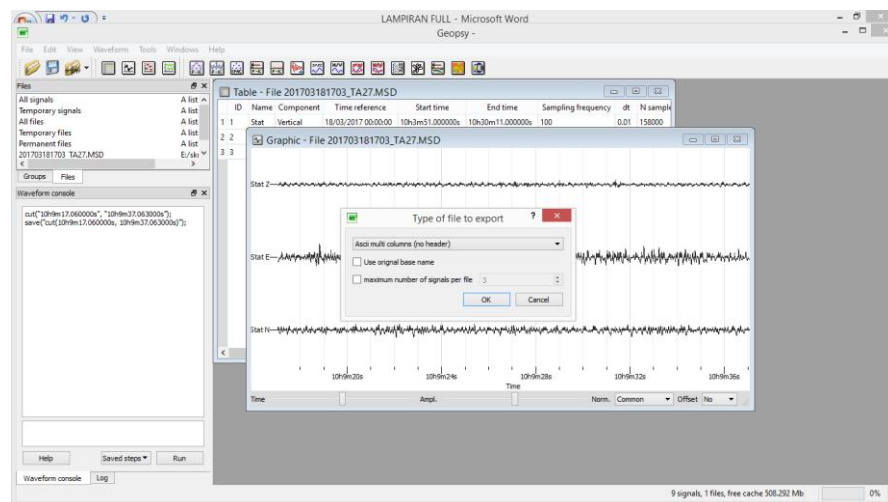 LAMPIRAN FULL - Microsoft Word
Geopsy -
File Edit View Waveform Tools Windows Help
Files
All signals A list
Temporary signals A list
All files A list
Temporary files A list
Permanent files A list
201703181703_TA27.MSD E:/sk
Groups Files
Waveform console
cut("10h9m17.060000s", "10h9m37.063000s");
save("cut(10h9m17.060000s, 10h9m37.063000s)");
Help Saved steps Run
Waveform console Log
Table - File 201703181703_TA27.MSD
ID Name Component Time reference Start time End time Sampling frequency dt N sample
1 1 Stat Vertical 18/03/2017 00:00:00 10h3m51.000000s 10h30m11.000000s 100 0.01 158000
2 2
3 3
Graphic - File 201703181703_TA27.MSD
Stat Z
Stat E
Stat N
Type of file to export ?
Ascii multi columns (no header)
Use orignal base name
maximum number of signals per file 3
OK Cancel
10h9m20s 10h9m24s 10h9m28s 10h9m32s 10h9m36s
Time
Time Ampl. Norm. Common Offset No
9 signals, 1 files, free cache 508.292 Mb 0%